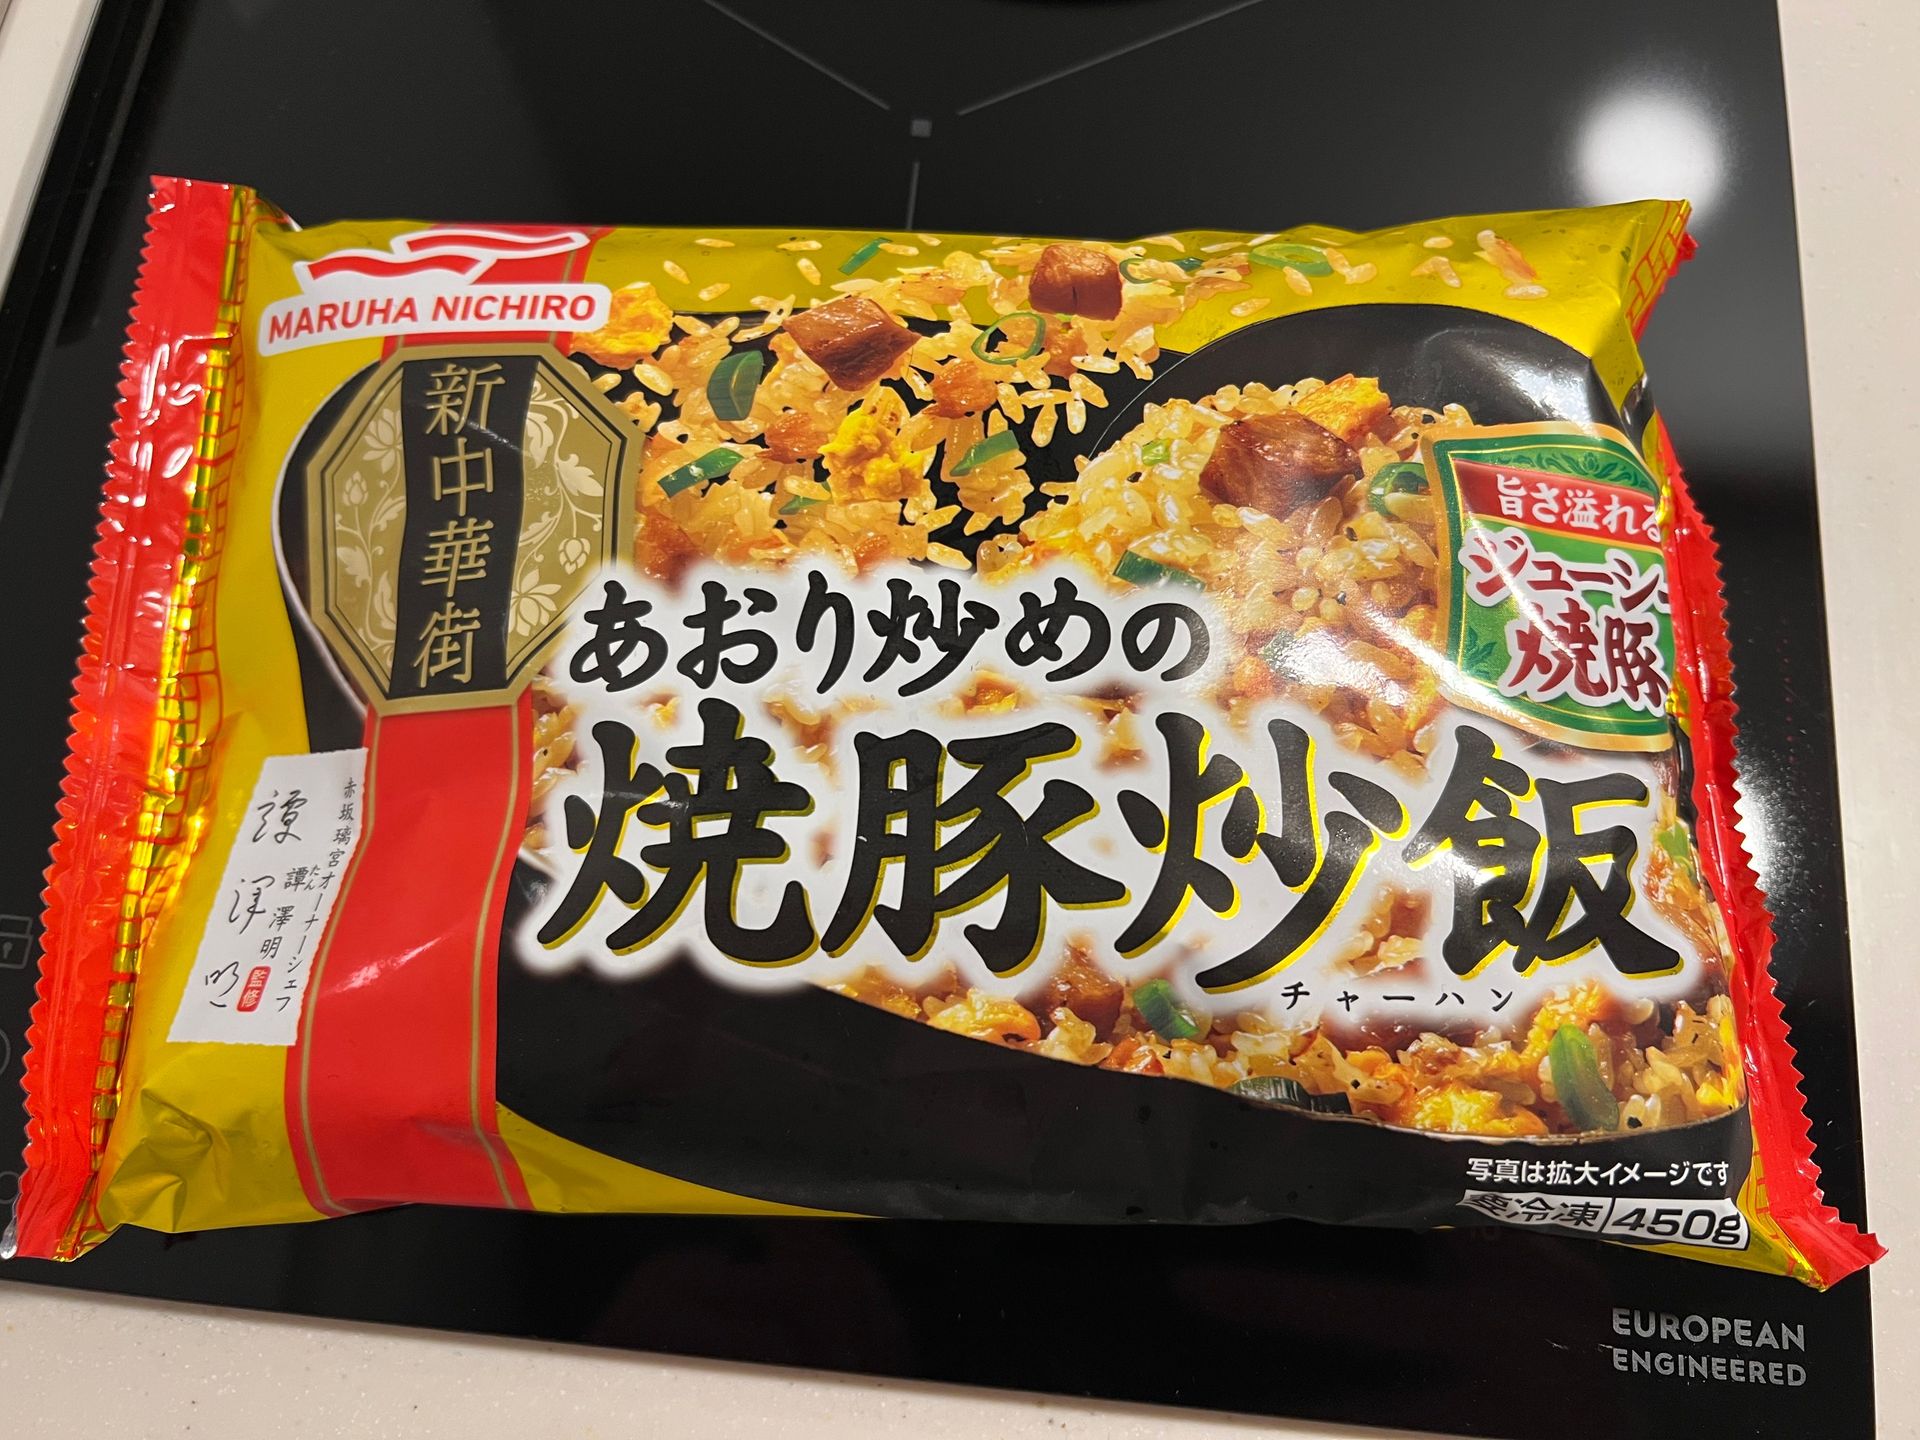 MARUHA NICHIRO
新中華街
旨さ溢れる
ジューシー
焼豚
あおり炒めの
焼豚炒飯
チャーハン
赤坂璃宮オーナーシェフ
たん
譚澤明
監修
写真は拡大イメージです
要冷凍 450g
EUROPEAN
ENGINEERED